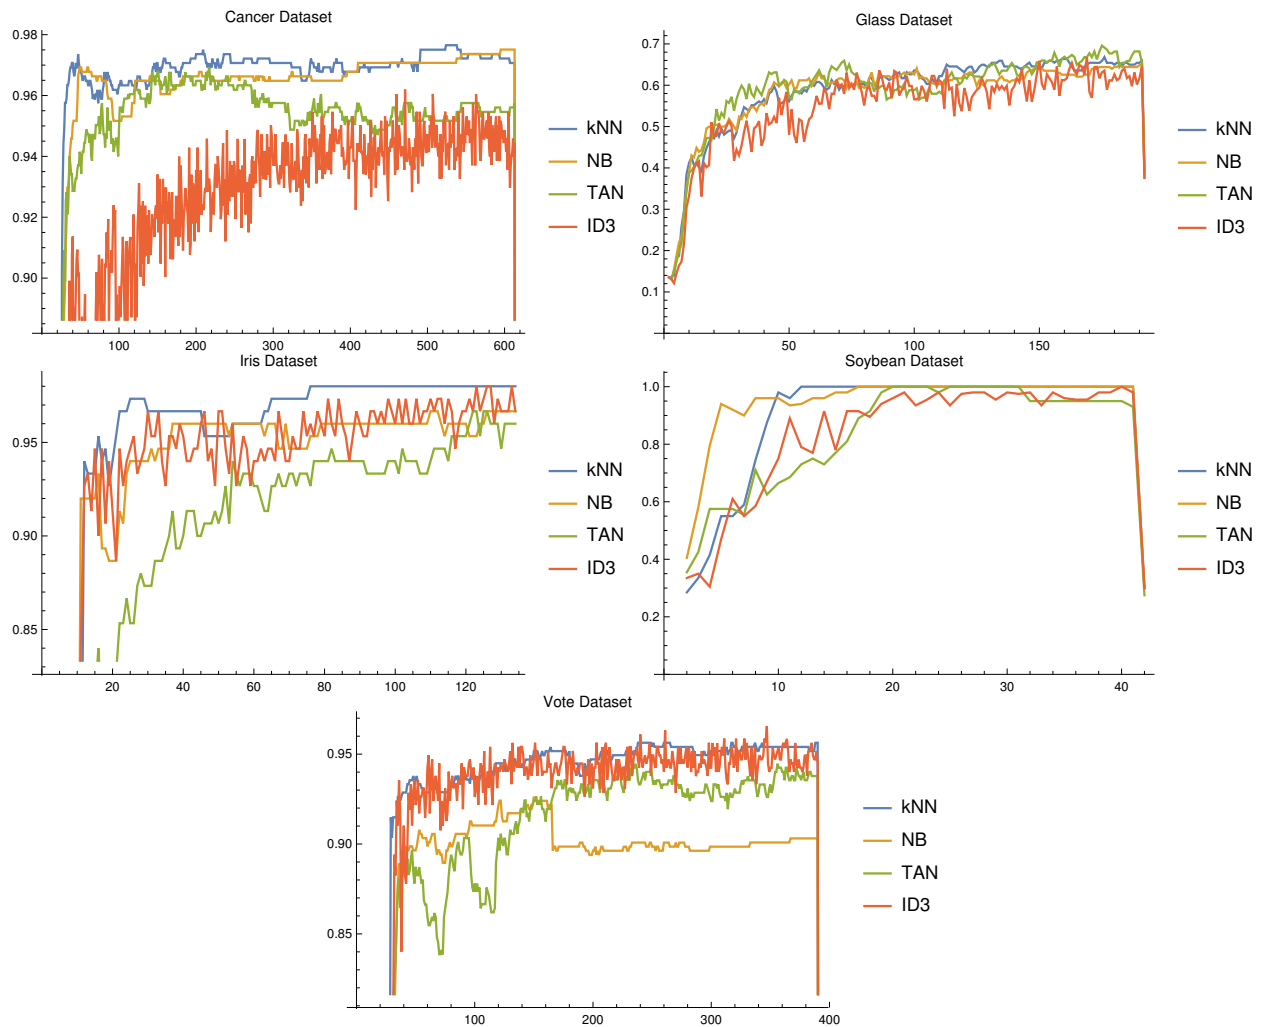 Cancer Dataset
0.98
0.96
0.94
0.92
0.90
100 200 300 400 500 600
kNN
NB
TAN
ID3
Glass Dataset
0.7
0.6
0.5
0.4
0.3
0.2
0.1
50 100 150
kNN
NB
TAN
ID3
Iris Dataset
0.95
0.90
0.85
20 40 60 80 100 120
kNN
NB
TAN
ID3
Soybean Dataset
1.0
0.8
0.6
0.4
0.2
10 20 30 40
kNN
NB
TAN
ID3
Vote Dataset
0.95
0.90
0.85
100 200 300 400
kNN
NB
TAN
ID3